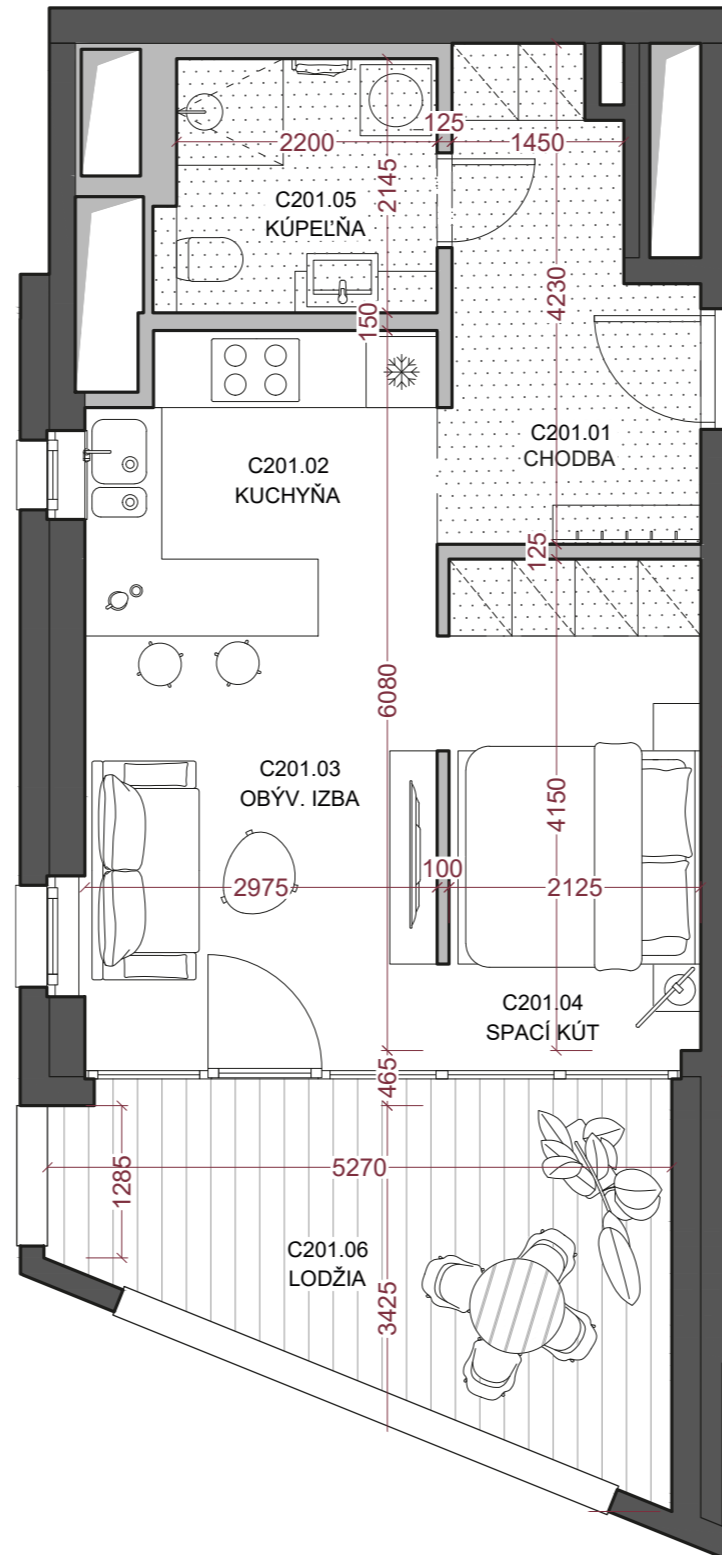 2200
125
1450
2145
C201.05
KÚPEĽŇA
4230
150
C201.01
CHODBA
C201.02
KUCHYŇA
125
6080
C201.03
OBÝV. IZBA
4150
2975
100
2125
C201.04
SPACÍ KÚT
465
1285
5270
C201.06
LODŽIA
3425